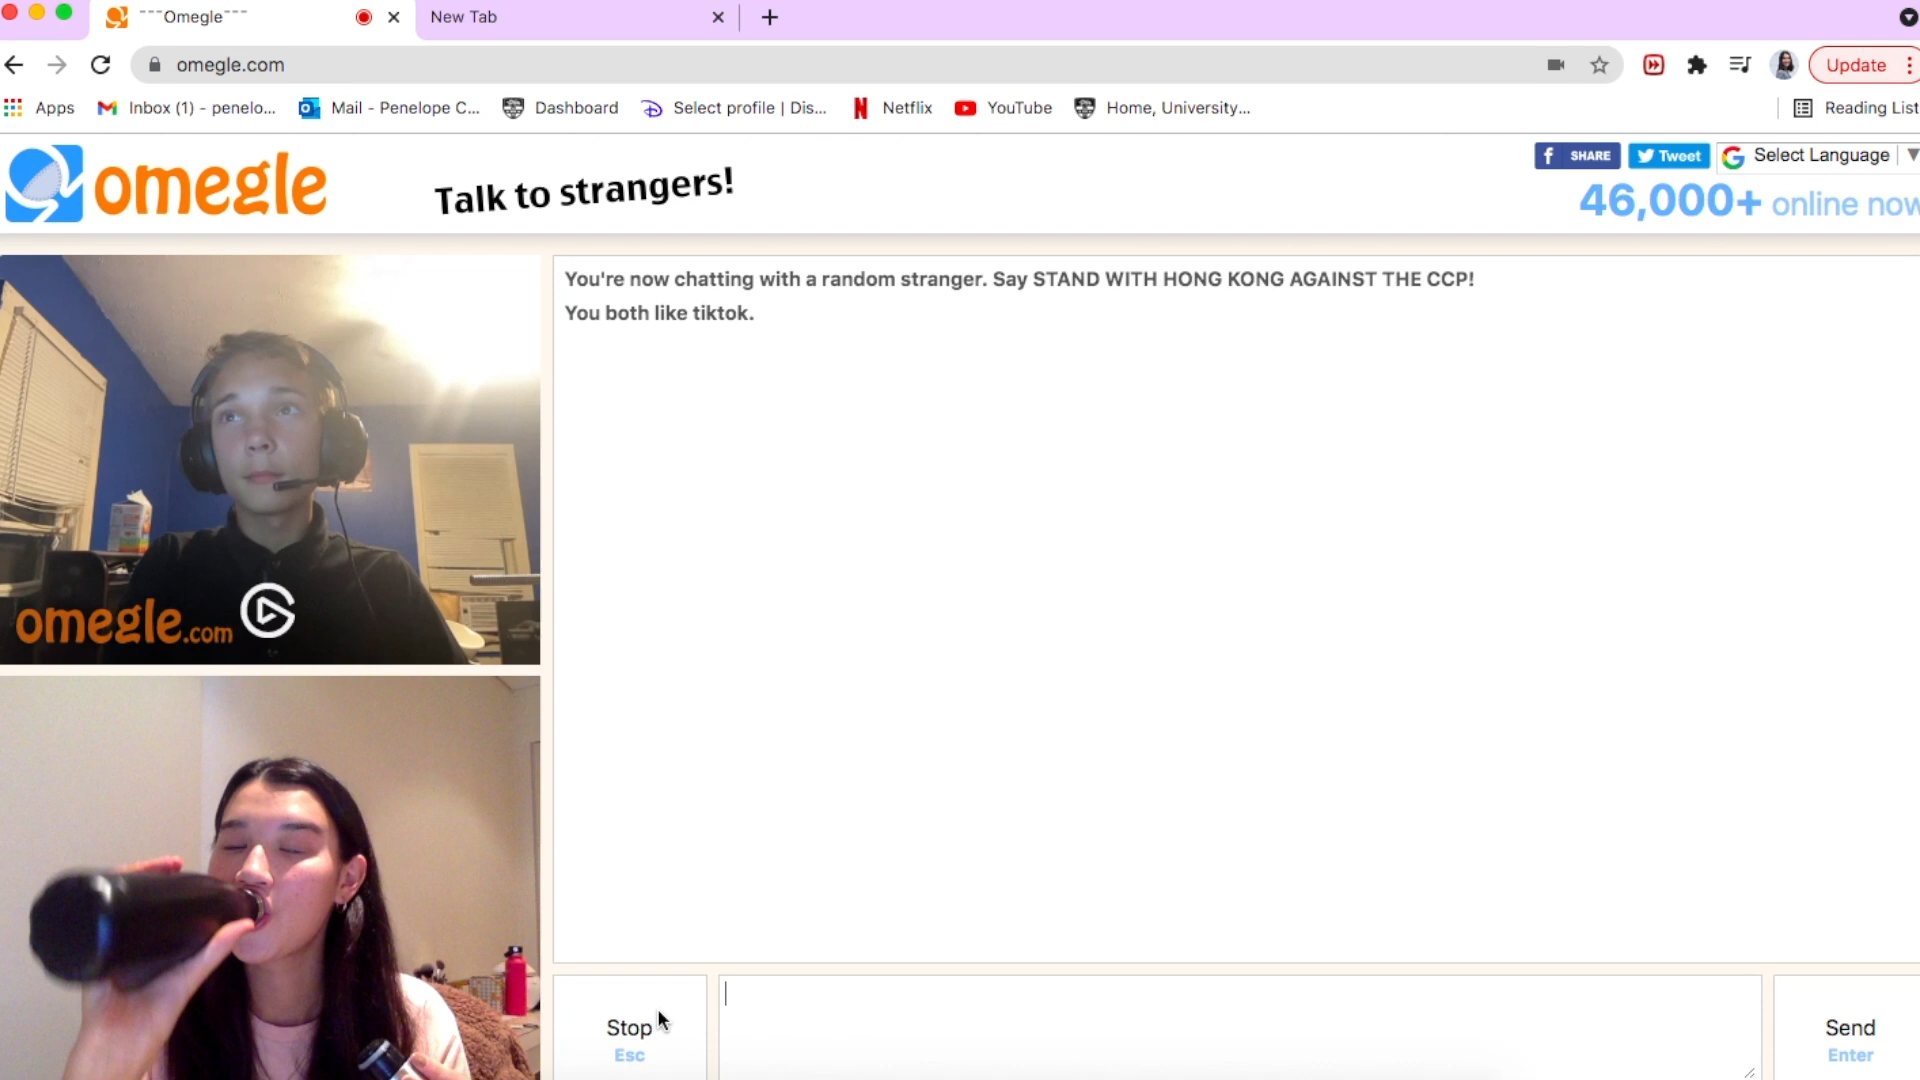 ---Omegle---
New Tab
omegle.com
Update
Apps
Inbox (1) - penelo...
Mail - Penelope C...
Dashboard
Select profile | Dis...
Netflix
YouTube
Home, University...
Reading List
omegle
Talk to strangers!
f SHARE
Tweet
G Select Language
46,000+ online now
You're now chatting with a random stranger. Say STAND WITH HONG KONG AGAINST THE CCP!
You both like tiktok.
omegle.com
Stop
Esc
Send
Enter